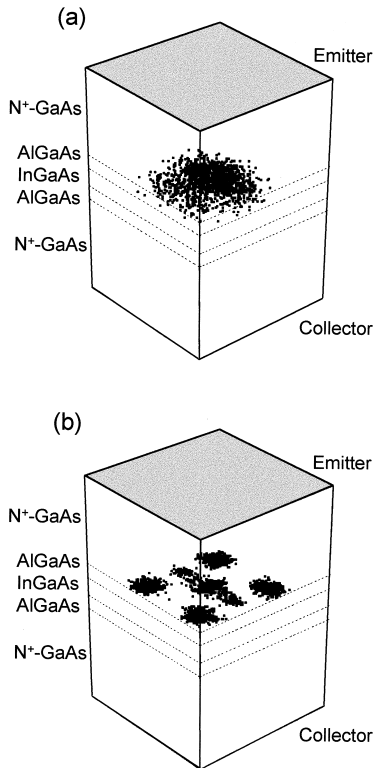 (a)
Emitter
N⁺-GaAs
AlGaAs
InGaAs
AlGaAs
N⁺-GaAs
Collector
(b)
Emitter
N⁺-GaAs
AlGaAs
InGaAs
AlGaAs
N⁺-GaAs
Collector